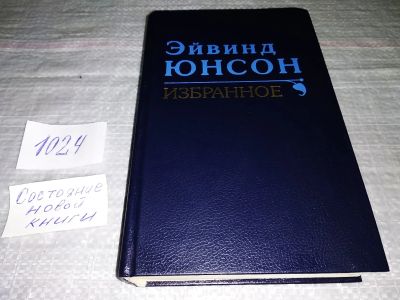 Эйвинд
ЮНСОН
ИЗБРАННОЕ
1024
Состояние
новой
книги